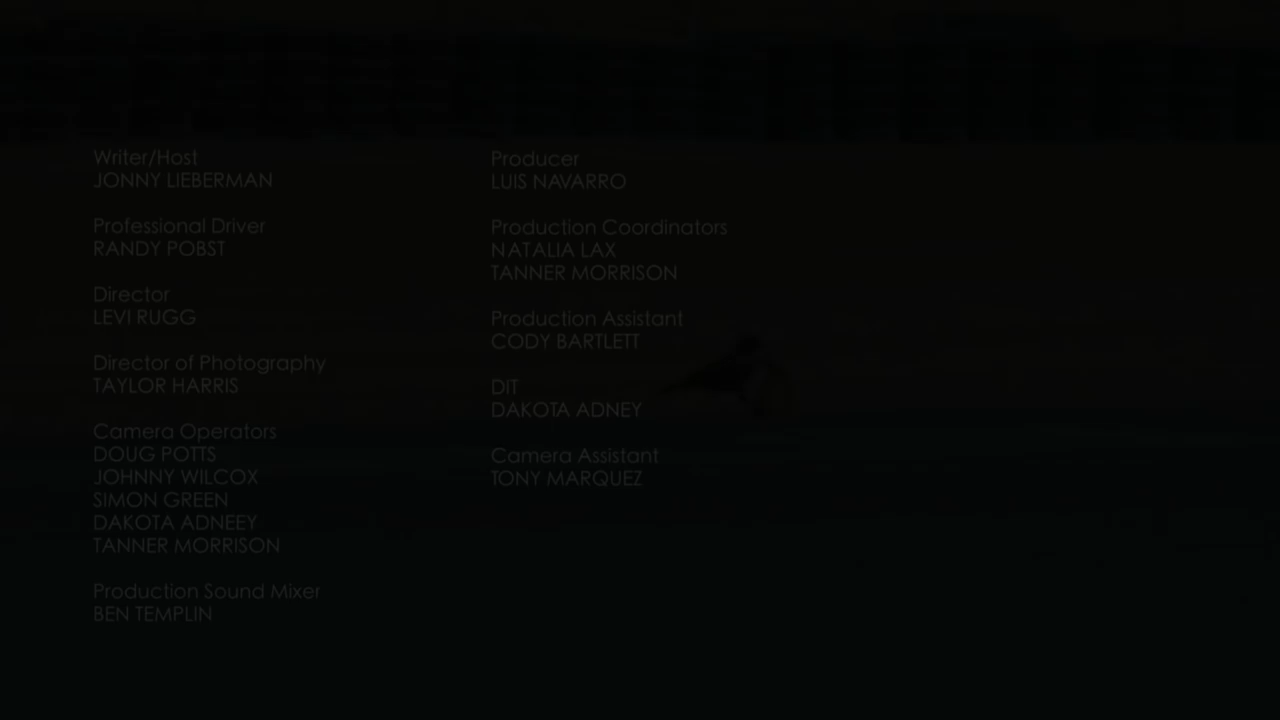 Writer/Host
JONNY LIEBERMAN
Professional Driver
RANDY POBST
Director
LEVI RUGG
Director of Photography
TAYLOR HARRIS
Camera Operators
DOUG POTTS
JOHNNY WILCOX
SIMON GREEN
DAKOTA ADNEEY
TANNER MORRISON
Production Sound Mixer
BEN TEMPLIN
Producer
LUIS NAVARRO
Production Coordinators
NATALIA LAX
TANNER MORRISON
Production Assistant
CODY BARTLETT
DIT
DAKOTA ADNEY
Camera Assistant
TONY MARQUEZ